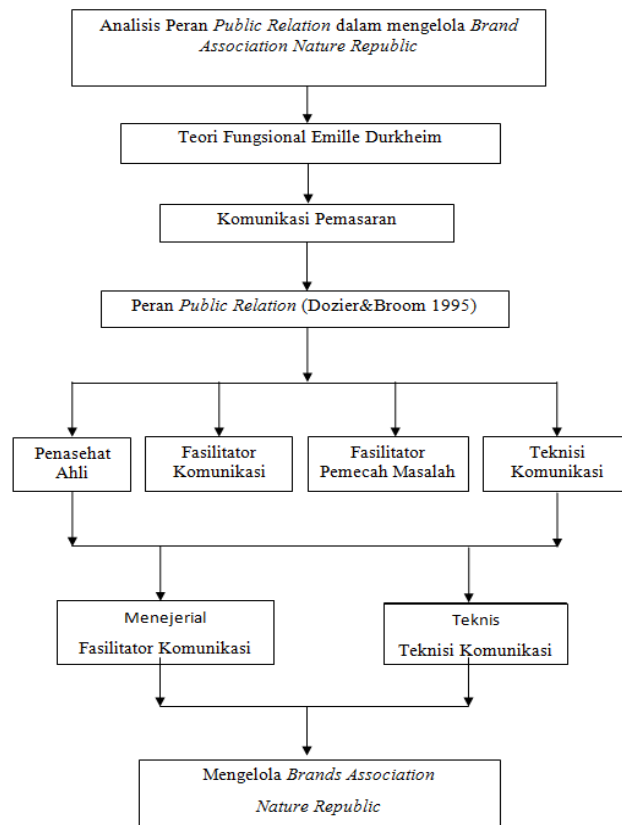 Analisis Peran Public Relation dalam mengelola Brand
Association Nature Republic
Teori Fungsional Emille Durkheim
Komunikasi Pemasaran
Peran Public Relation (Dozier&Broom 1995)
Penasehat
Ahli
Fasilitator
Komunikasi
Fasilitator
Pemecah Masalah
Teknisi
Komunikasi
Menejerial
Fasilitator Komunikasi
Teknis
Teknisi Komunikasi
Mengelola Brands Association
Nature Republic